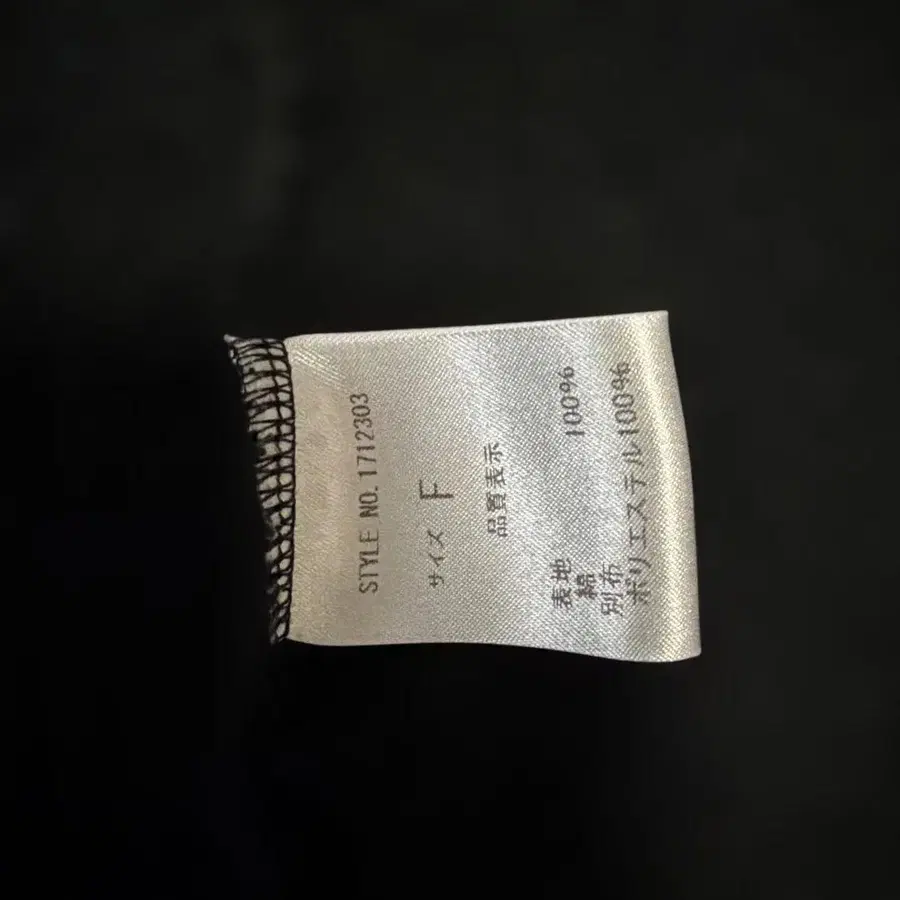 STYLE NO. 1712303
サイズ F
品質表示
表地
綿 100%
別布
ポリエステル100%